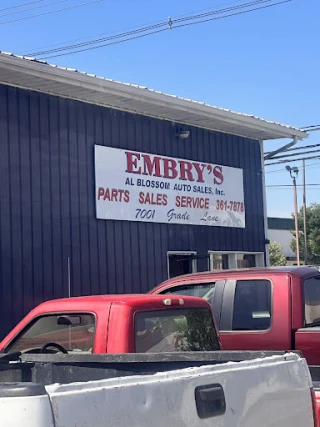 EMBRY'S
AL BLOSSOM AUTO SALES, Inc.
PARTS SALES SERVICE 361-7878
7001 Grade Lane